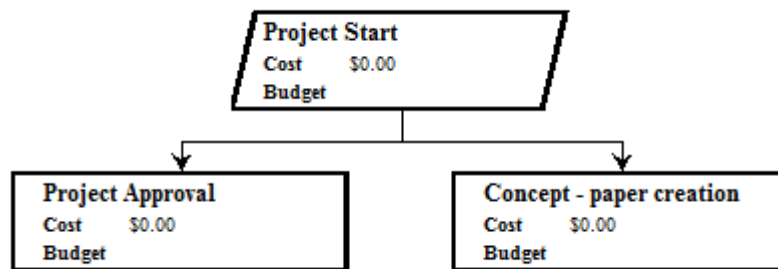 Project Start
Cost $0.00
Budget
Project Approval
Cost $0.00
Budget
Concept - paper creation
Cost $0.00
Budget